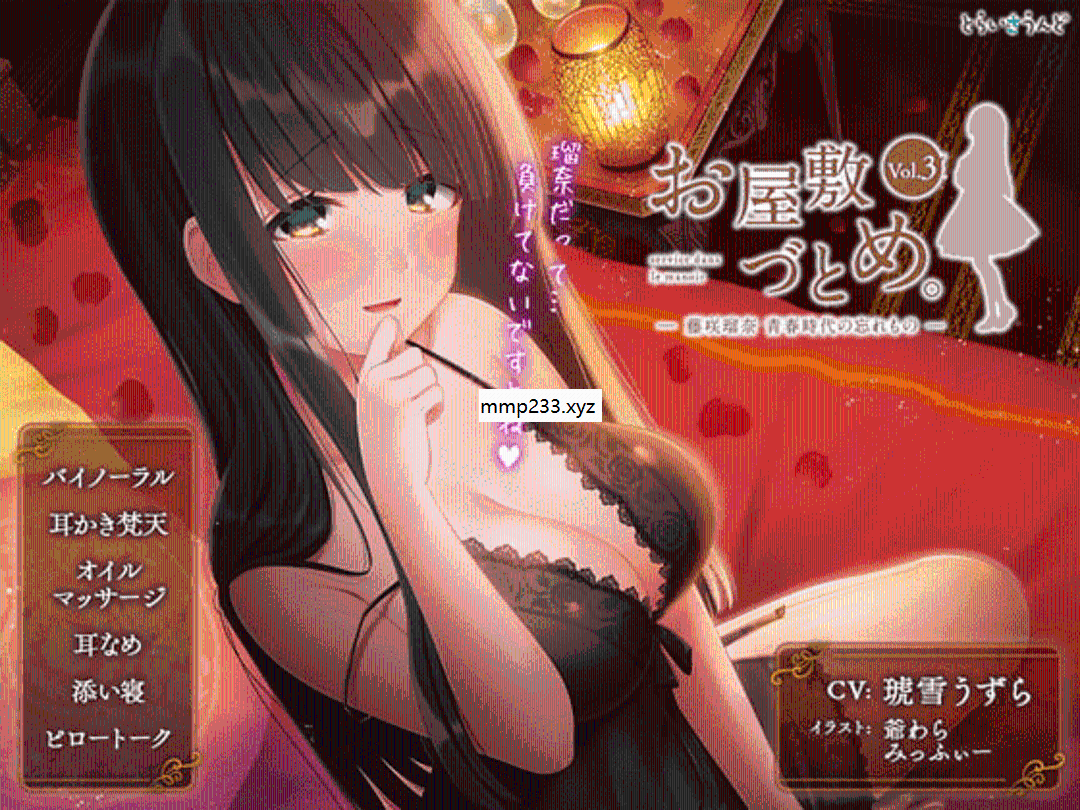 とらいさうんど
お屋敷
Vol.3
づとめ。
service dans
le manoir
― 藤咲瑠奈 青春時代の忘れもの ―
瑠奈だって…
負けてないですよね♥
mmp233.xyz
バイノーラル
耳かき梵天
オイル
マッサージ
耳なめ
添い寝
ピロートーク
CV: 琥雪うずら
イラスト: 爺わら
みっふぃー